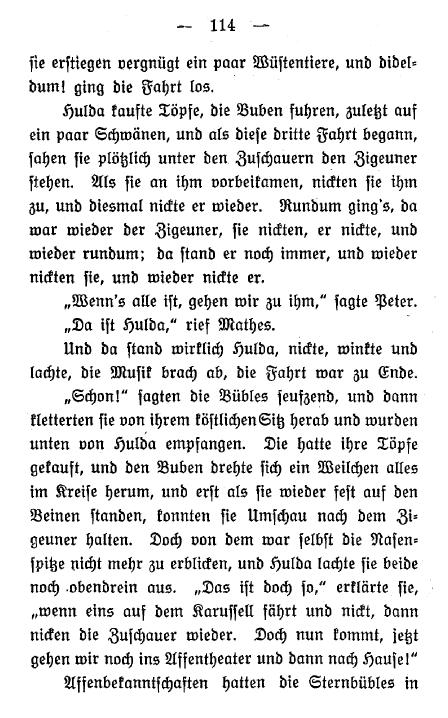 — 114 —
sie erstiegen vergnügt ein paar Wüstentiere, und didel=
dum! ging die Fahrt los.
Hulda kaufte Töpfe, die Buben fuhren, zuletzt auf
ein paar Schwänen, und als diese dritte Fahrt begann,
sahen sie plötzlich unter den Zuschauern den Zigeuner
stehen. Als sie an ihm vorbeikamen, nickten sie ihm
zu, und diesmal nickte er wieder. Rundum ging's, da
war wieder der Zigeuner, sie nickten, er nickte, und
wieder rundum; da stand er noch immer, und wieder
nickten sie, und wieder nickte er.
„Wenn's alle ist, gehen wir zu ihm,“ sagte Peter.
„Da ist Hulda,“ rief Mathes.
Und da stand wirklich Hulda, nickte, winkte und
lachte, die Musik brach ab, die Fahrt war zu Ende.
„Schon!“ sagten die Bübles seufzend, und dann
kletterten sie von ihrem köstlichen Sitz herab und wurden
unten von Hulda empfangen. Die hatte ihre Töpfe
gekauft, und den Buben drehte sich ein Weilchen alles
im Kreise herum, und erst als sie wieder fest auf den
Beinen standen, konnten sie Umschau nach dem Zi=
geuner halten. Doch von dem war selbst die Nasen=
spitze nicht mehr zu erblicken, und Hulda lachte sie beide
noch obendrein aus. „Das ist doch so,“ erklärte sie,
„wenn eins auf dem Karussell fährt und nickt, dann
nicken die Zuschauer wieder. Doch nun kommt, jetzt
gehen wir noch ins Affentheater und dann nach Hause!“
Affenbekanntschaften hatten die Sternbübles in